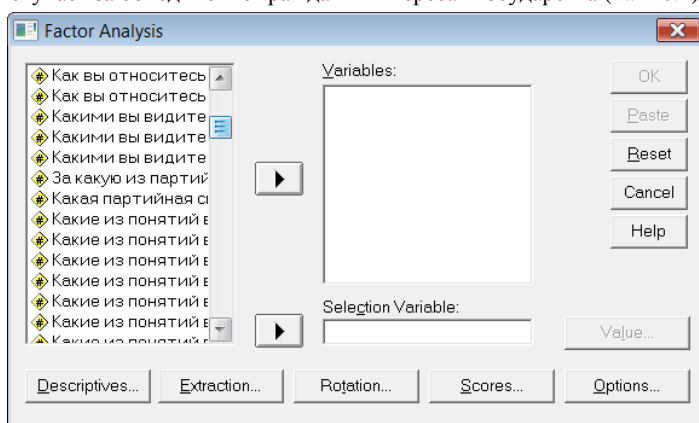 Factor Analysis
Как вы относитесь
Как вы относитесь
Какими вы видите
Какими вы видите
Какими вы видите
За какую из партий
Какая партийная
Какие из понятий
Какие из понятий
Какие из понятий
Какие из понятий
Какие из понятий
Какие из понятий
Variables:
Selection Variable:
OK
Paste
Reset
Cancel
Help
Value...
Descriptives...
Extraction...
Rotation...
Scores...
Options...